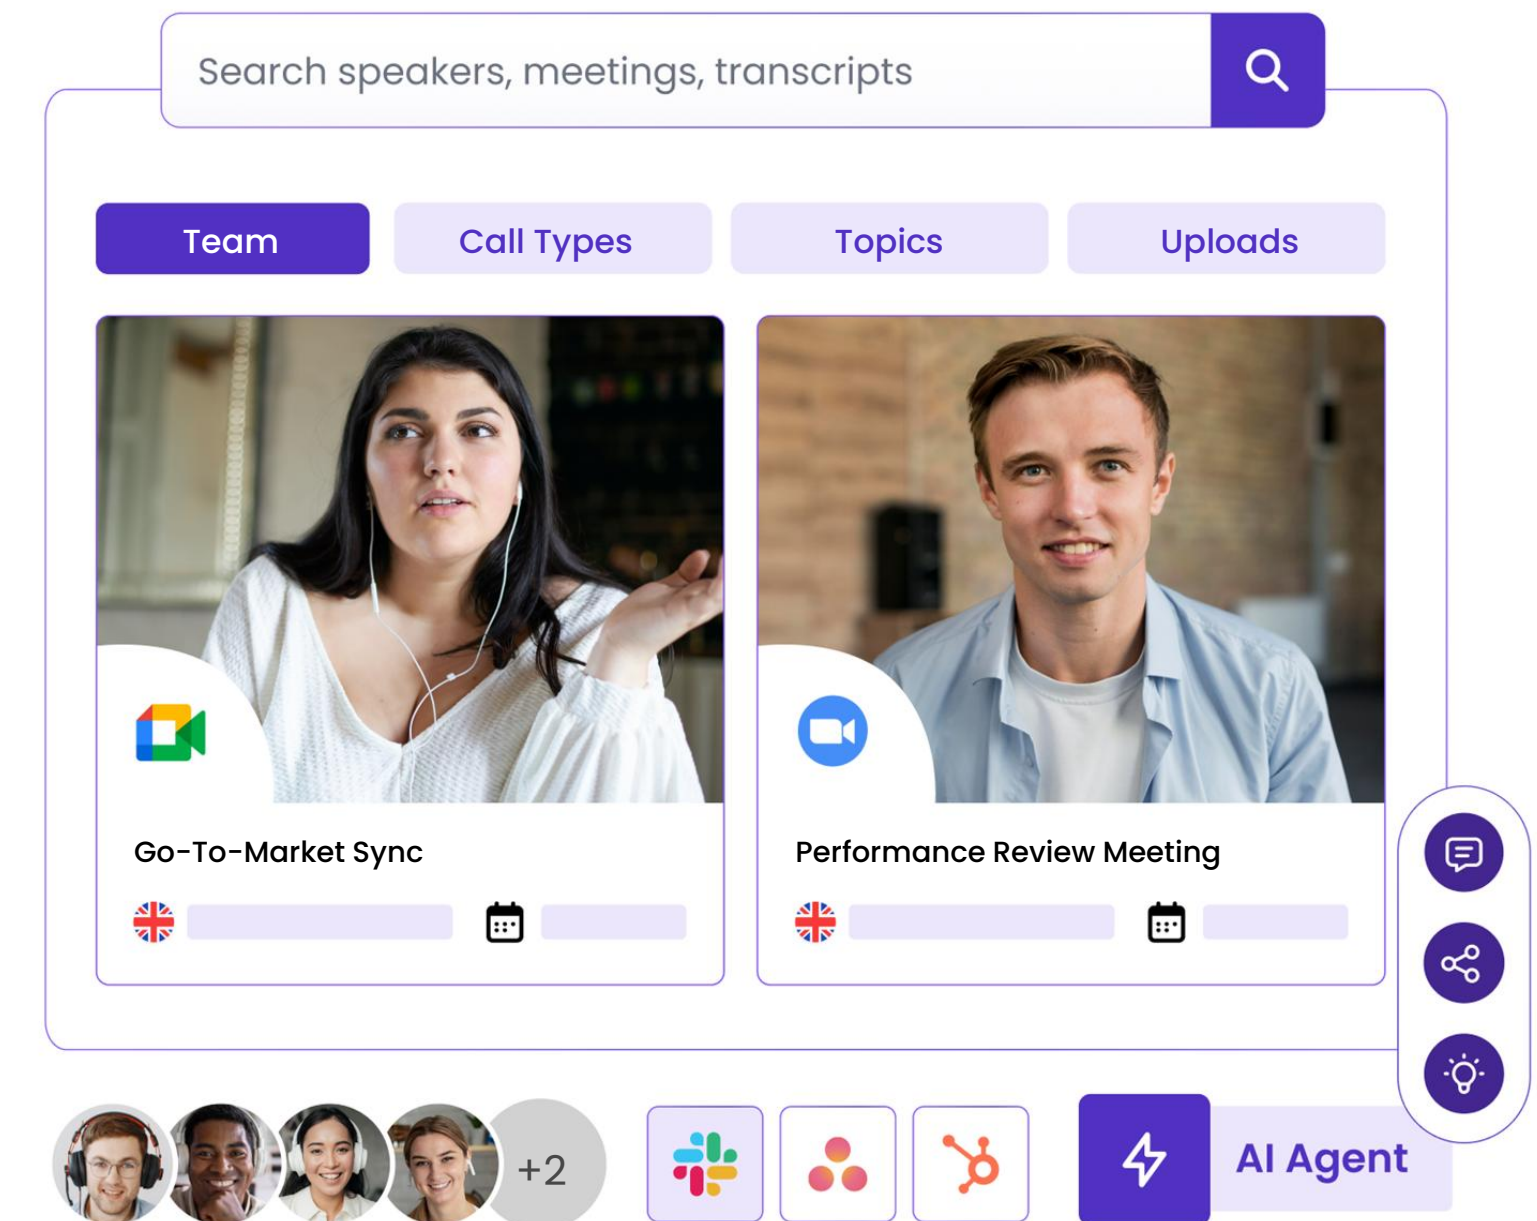 Search speakers, meetings, transcripts
Team
Call Types
Topics
Uploads
Go-To-Market Sync
Performance Review Meeting
+2
AI Agent